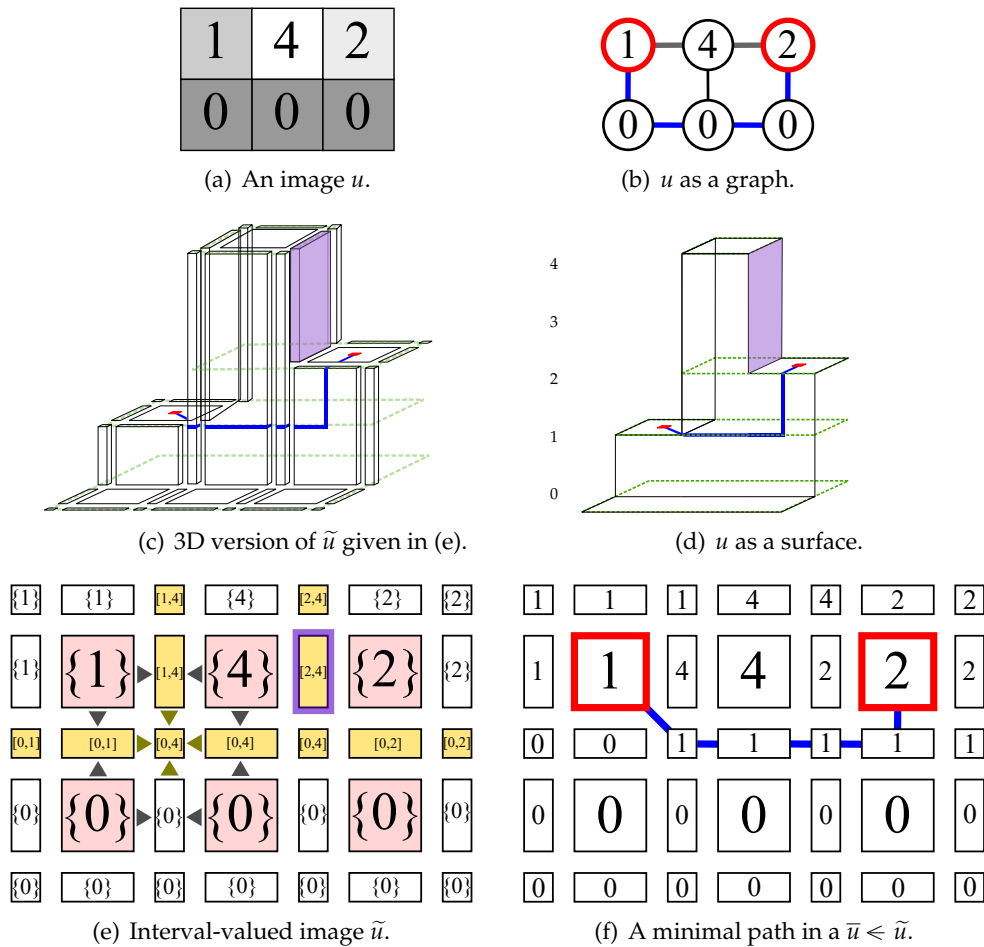 1 4 2
0 0 0
(a) An image u.
1 4 2
0 0 0
(b) u as a graph.
(c) 3D version of ũ given in (e).
4
3
2
1
0
(d) u as a surface.
{1} {1} [1,4] {4} [2,4] {2} {2}
{1} {1} [1,4] {4} [2,4] {2} {2}
[0,1] [0,1] [0,4] [0,4] [0,4] [0,2] [0,2]
{0} {0} {0} {0} {0} {0} {0}
{0} {0} {0} {0} {0} {0} {0}
(e) Interval-valued image ũ.
1 1 1 4 4 2 2
1 1 4 4 2 2 2
0 0 1 1 1 1 1
0 0 0 0 0 0 0
0 0 0 0 0 0 0
(f) A minimal path in a u̅ ⋖ ũ.